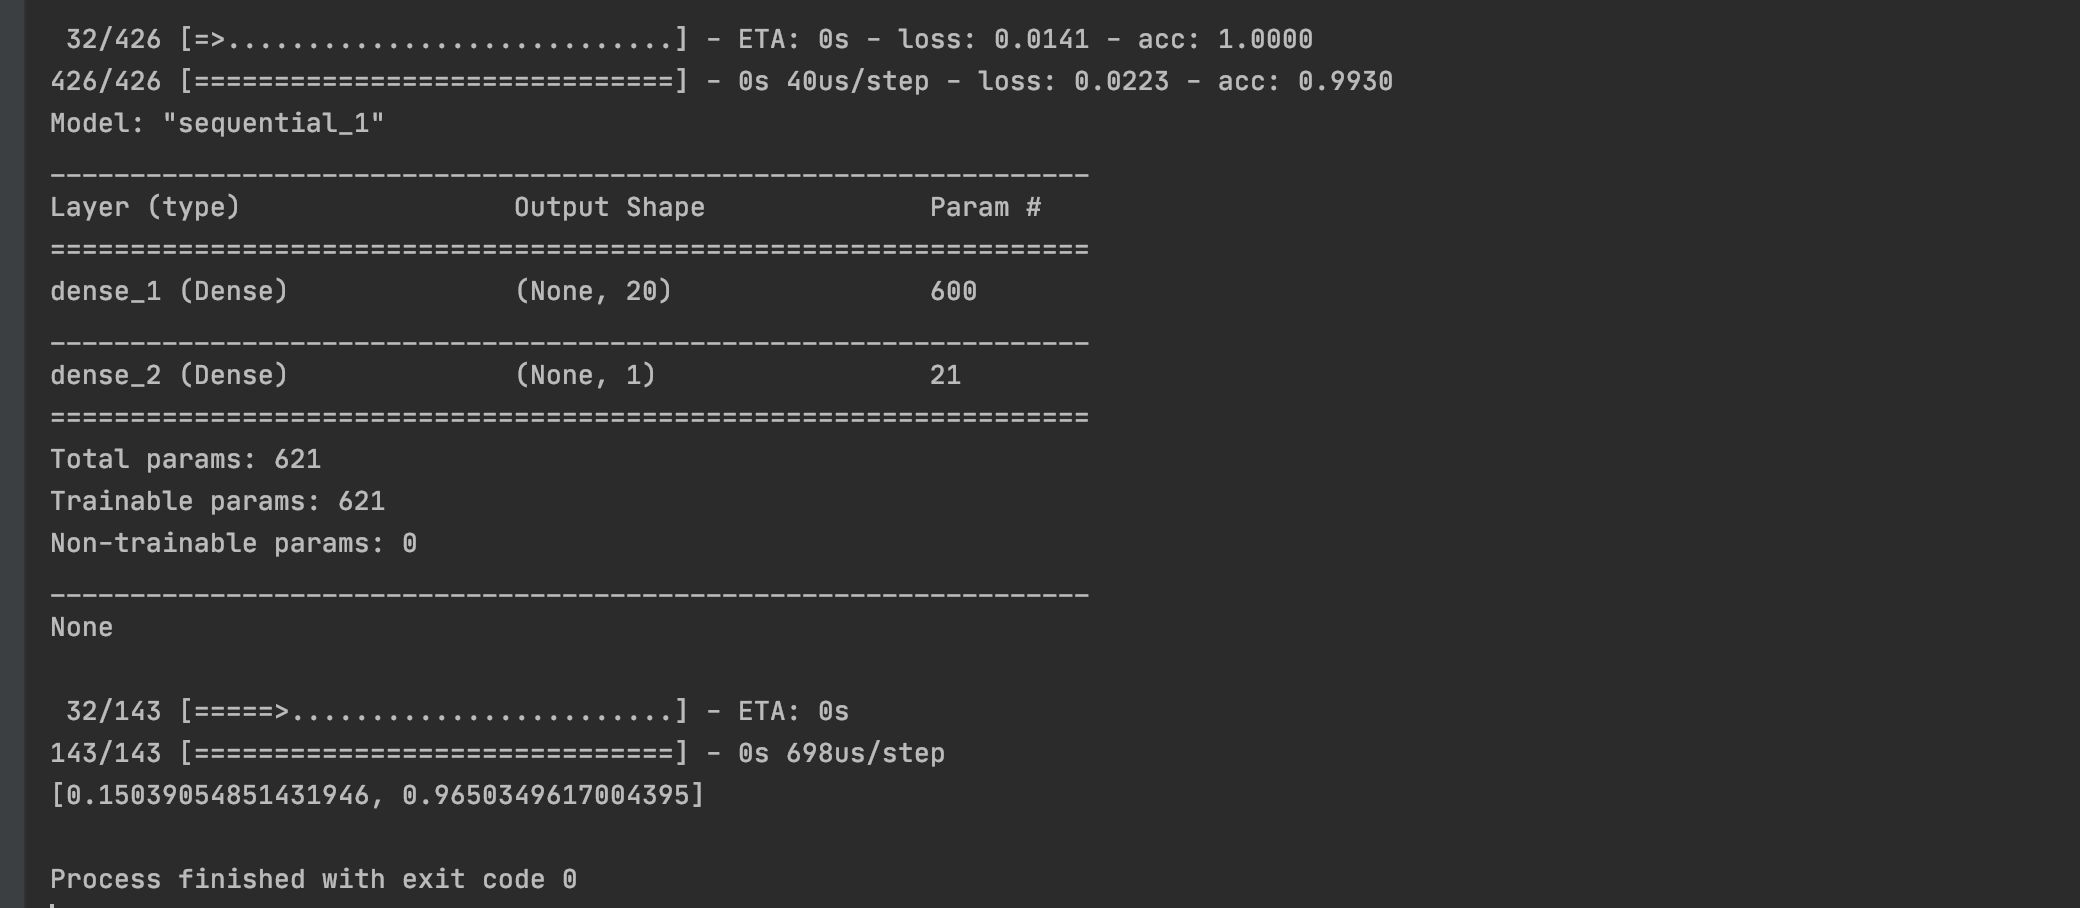 32/426 [=>............................] - ETA: 0s - loss: 0.0141 - acc: 1.0000
426/426 [==============================] - 0s 40us/step - loss: 0.0223 - acc: 0.9930
Model: "sequential_1"
_________________________________________________________________
Layer (type)                 Output Shape              Param #
=================================================================
dense_1 (Dense)              (None, 20)                600
_________________________________________________________________
dense_2 (Dense)              (None, 1)                 21
=================================================================
Total params: 621
Trainable params: 621
Non-trainable params: 0
_________________________________________________________________
None
32/143 [=====>........................] - ETA: 0s
143/143 [==============================] - 0s 698us/step
[0.15039054851431946, 0.9650349617004395]
Process finished with exit code 0